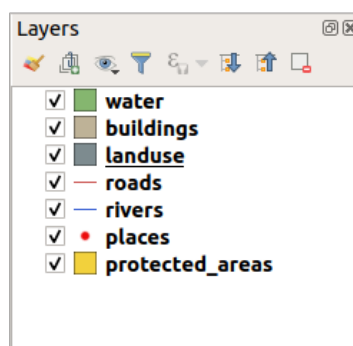 Layers
water
buildings
landuse
roads
rivers
places
protected_areas